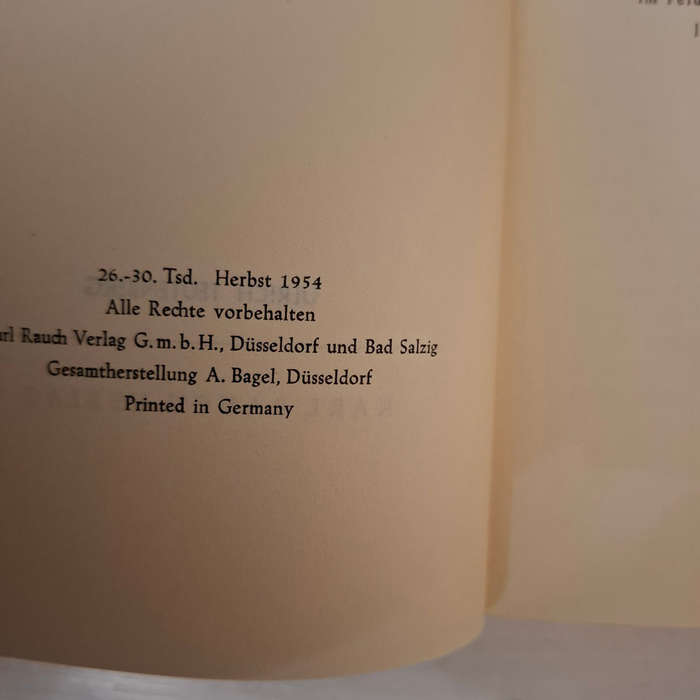 26.-30. Tsd. Herbst 1954
Alle Rechte vorbehalten
Rauch Verlag G.m.b.H., Düsseldorf und Bad Salzig
Gesamtherstellung A. Bagel, Düsseldorf
Printed in Germany